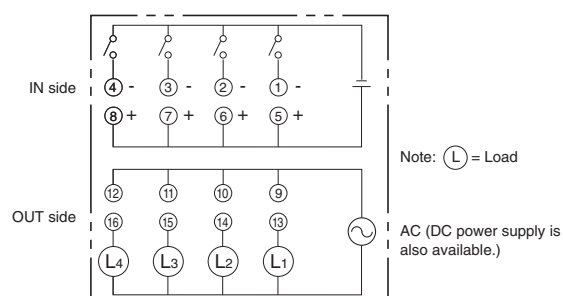 IN side
4 - 3 - 2 - 1 -
8 + 7 + 6 + 5 +
Note: L = Load
12 11 10 9
OUT side
16 15 14 13
L4 L3 L2 L1
AC (DC power supply is
also available.)